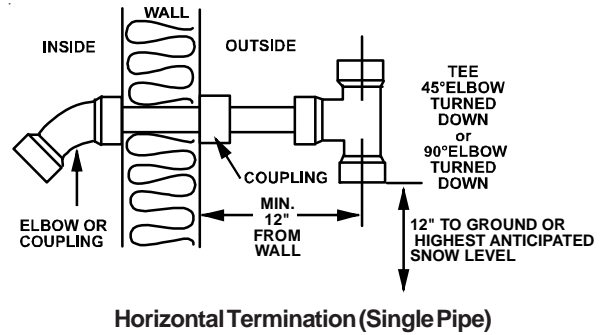 WALL
INSIDE
OUTSIDE
TEE
45°ELBOW
TURNED
DOWN
or
90°ELBOW
TURNED
DOWN
COUPLING
ELBOW OR
COUPLING
MIN.
12"
FROM
WALL
12" TO GROUND OR
HIGHEST ANTICIPATED
SNOW LEVEL
Horizontal Termination (Single Pipe)